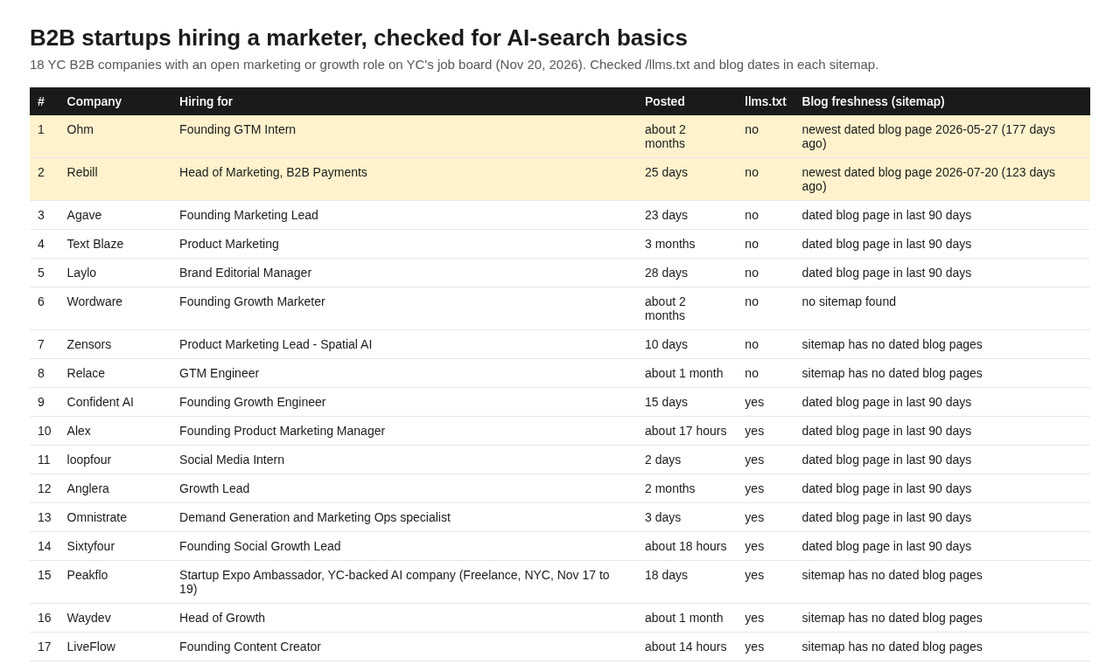 B2B startups hiring a marketer, checked for AI-search basics
18 YC B2B companies with an open marketing or growth role on YC's job board (Nov 20, 2026). Checked /llms.txt and blog dates in each sitemap.
# Company Hiring for Posted llms.txt Blog freshness (sitemap)
1 Ohm Founding GTM Intern about 2 months no newest dated blog page 2026-05-27 (177 days ago)
2 Rebill Head of Marketing, B2B Payments 25 days no newest dated blog page 2026-07-20 (123 days ago)
3 Agave Founding Marketing Lead 23 days no dated blog page in last 90 days
4 Text Blaze Product Marketing 3 months no dated blog page in last 90 days
5 Laylo Brand Editorial Manager 28 days no dated blog page in last 90 days
6 Wordware Founding Growth Marketer about 2 months no no sitemap found
7 Zensors Product Marketing Lead - Spatial AI 10 days no sitemap has no dated blog pages
8 Relace GTM Engineer about 1 month no sitemap has no dated blog pages
9 Confident AI Founding Growth Engineer 15 days yes dated blog page in last 90 days
10 Alex Founding Product Marketing Manager about 17 hours yes dated blog page in last 90 days
11 loopfour Social Media Intern 2 days yes dated blog page in last 90 days
12 Anglera Growth Lead 2 months yes dated blog page in last 90 days
13 Omnistrate Demand Generation and Marketing Ops specialist 3 days yes dated blog page in last 90 days
14 Sixtyfour Founding Social Growth Lead about 18 hours yes dated blog page in last 90 days
15 Peakflo Startup Expo Ambassador, YC-backed AI company (Freelance, NYC, Nov 17 to 19) 18 days yes sitemap has no dated blog pages
16 Waydev Head of Growth about 1 month yes sitemap has no dated blog pages
17 LiveFlow Founding Content Creator about 14 hours yes sitemap has no dated blog pages